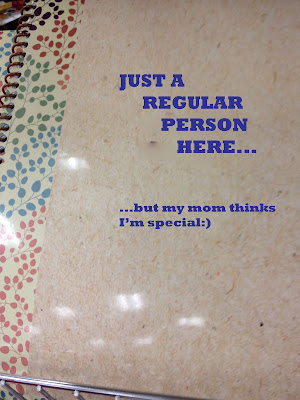 JUST A
REGULAR
PERSON
HERE...
...but my mom thinks
I'm special:)